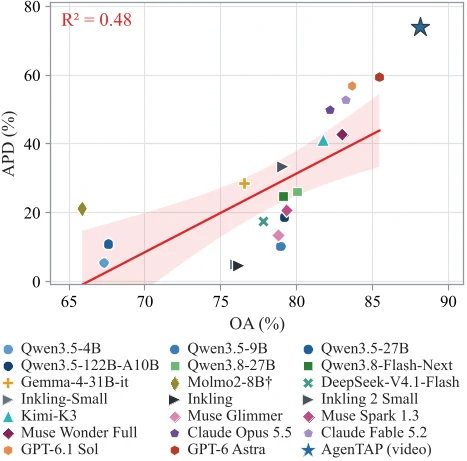 R² = 0.48
80
60
40
20
0
APD (%)
65 70 75 80 85 90
OA (%)
Qwen3.5-4B Qwen3.5-9B Qwen3.5-27B
Qwen3.5-122B-A10B Qwen3.8-27B Qwen3.8-Flash-Next
Gemma-4-31B-it Molmo2-8B† DeepSeek-V4.1-Flash
Inkling-Small Inkling Inkling 2 Small
Kimi-K3 Muse Glimmer Muse Spark 1.3
Muse Wonder Full Claude Opus 5.5 Claude Fable 5.2
GPT-6.1 Sol GPT-6 Astra AgenTAP (video)